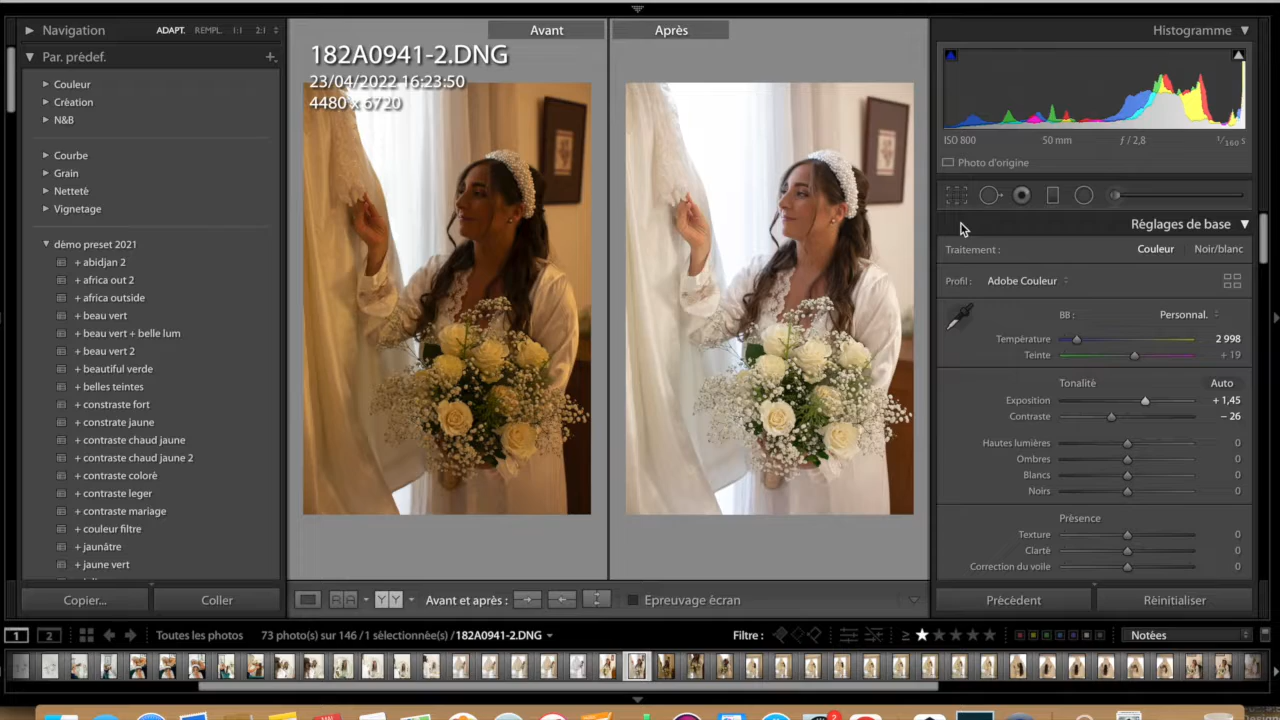 Navigation ADAPT. REMPL. 1:1 2:1
Par. prédef.
Couleur
Création
N&B
Courbe
Grain
Netteté
Vignetage
dèmo preset 2021
+ abidjan 2
+ africa out 2
+ africa outside
+ beau vert
+ beau vert + belle lum
+ beau vert 2
+ beautiful verde
+ belles teintes
+ constraste fort
+ constrate jaune
+ contraste chaud jaune
+ contraste chaud jaune 2
+ contraste colorè
+ contraste leger
+ contraste mariage
+ couleur filtre
+ jaunâtre
+ jaune vert
Copier... Coller
Avant Après
182A0941-2.DNG
23/04/2022 16:23:50
4480 x 6720
Avant et après : Epreuvage écran
Histogramme
ISO 800 50 mm ƒ / 2,8 1/160 s
Photo d'origine
Réglages de base
Traitement : Couleur Noir/blanc
Profil : Adobe Couleur
BB : Personnal.
Température 2 998
Teinte + 19
Tonalité Auto
Exposition + 1,45
Contraste – 26
Hautes lumières 0
Ombres 0
Blancs 0
Noirs 0
Présence
Texture 0
Clarté 0
Correction du voile 0
Précédent Réinitialiser
1 2 Toutes les photos 73 photo(s) sur 146 / 1 sélectionnée(s) / 182A0941-2.DNG Filtre : ≥ Notées
2